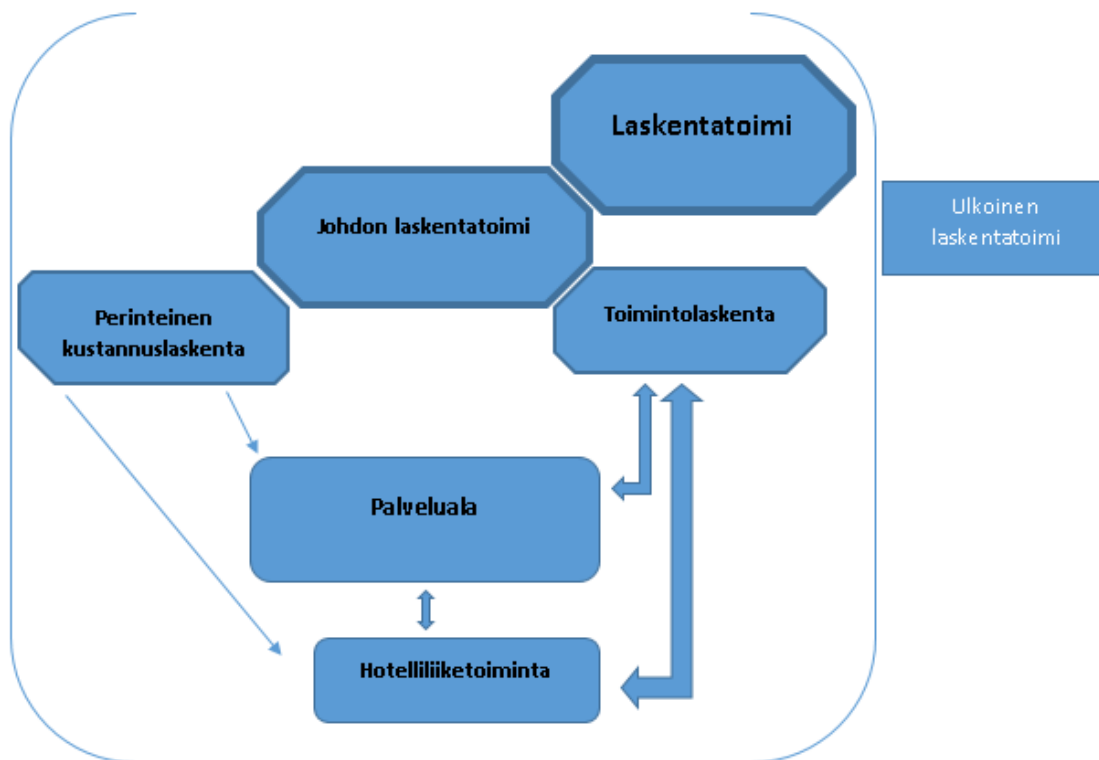 Laskentatoimi
Johdon laskentatoimi
Ulkoinen
laskentatoimi
Perinteinen
kustannuslaskenta
Toimintolaskenta
Palveluala
Hotelliliiketoiminta